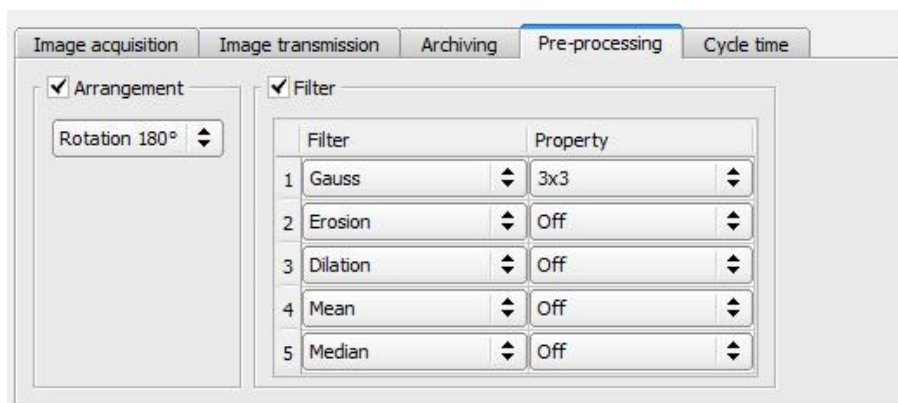 Image acquisition Image transmission Archiving Pre-processing Cycle time
Arrangement
Rotation 180°
Filter
Filter Property
1 Gauss 3x3
2 Erosion Off
3 Dilation Off
4 Mean Off
5 Median Off